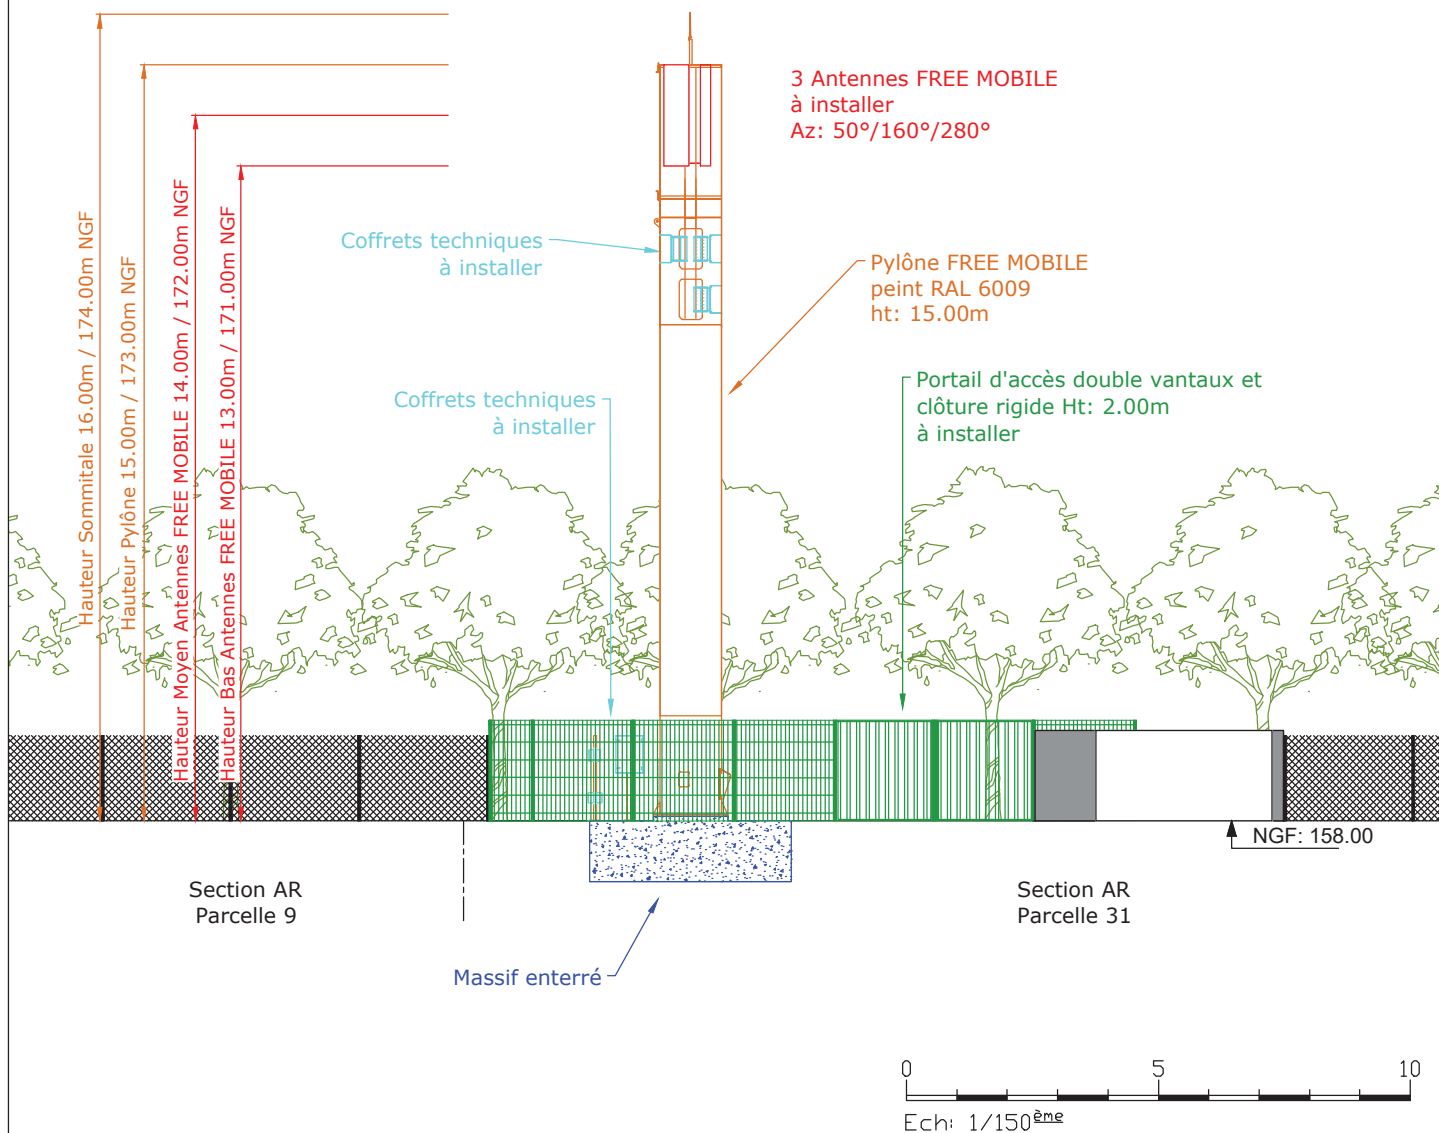 Hauteur Sommitale 16.00m / 174.00m NGF
Hauteur Pylône 15.00m / 173.00m NGF
Hauteur Moyen Antennes FREE MOBILE 14.00m / 172.00m NGF
Hauteur Bas Antennes FREE MOBILE 13.00m / 171.00m NGF
3 Antennes FREE MOBILE
à installer
Az: 50°/160°/280°
Coffrets techniques
à installer
Pylône FREE MOBILE
peint RAL 6009
ht: 15.00m
Coffrets techniques
à installer
Portail d'accès double vantaux et
clôture rigide Ht: 2.00m
à installer
NGF: 158.00
Section AR
Parcelle 9
Section AR
Parcelle 31
Massif enterré
0 5 10
Ech: 1/150ème